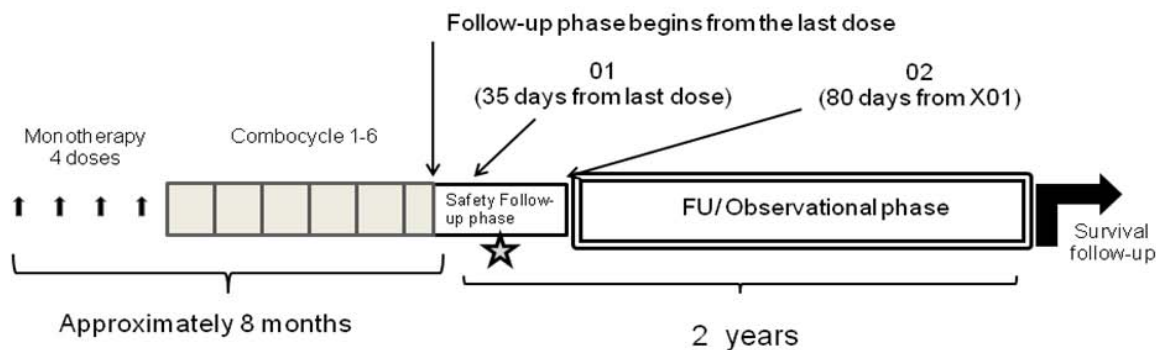 Follow-up phase begins from the last dose
01
(35 days from last dose)
02
(80 days from X01)
Monotherapy
4 doses
Combocycle 1-6
Safety Follow-
up phase
FU/Observational phase
Survival
follow-up
Approximately 8 months
2 years